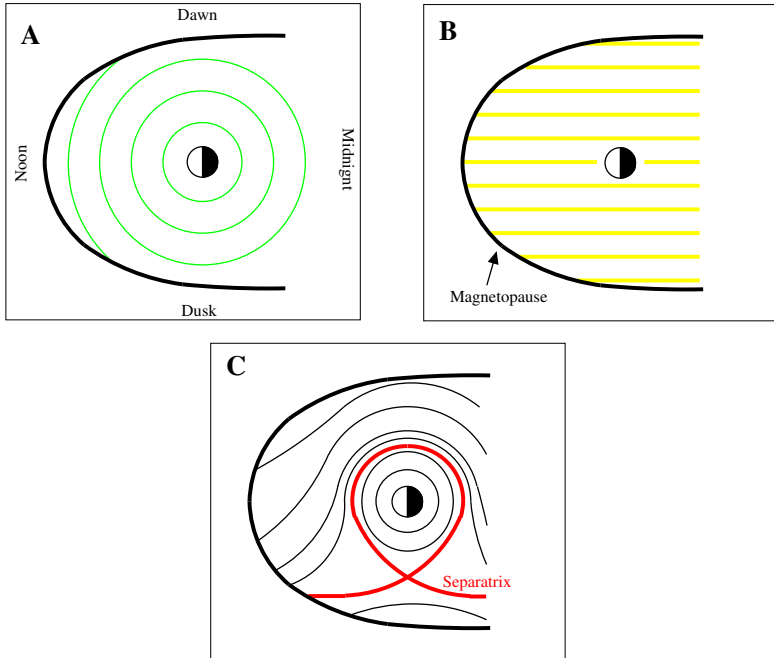 A
Dawn
Noon
Midnignt
Dusk
B
Magnetopause
C
Separatrix